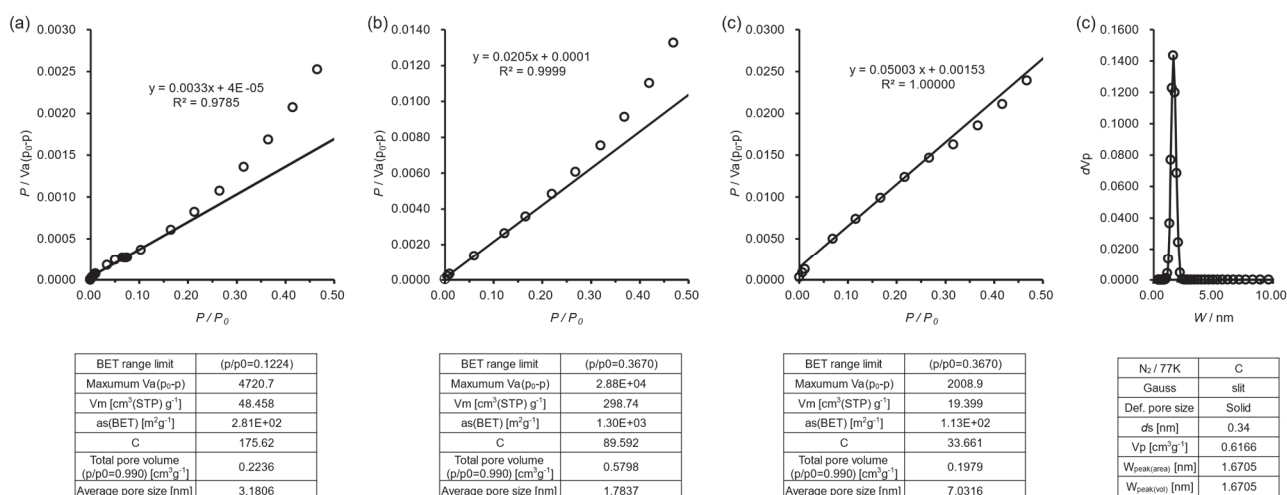 (a)
0.0030
0.0025
0.0020
0.0015
0.0010
0.0005
0.0000
P / Va(p₀-p)
y = 0.0033x + 4E-05
R² = 0.9785
0.00 0.10 0.20 0.30 0.40 0.50
P / P₀
(b)
0.0140
0.0120
0.0100
0.0080
0.0060
0.0040
0.0020
0.0000
P / Va(p₀-p)
y = 0.0205x + 0.0001
R² = 0.9999
0.00 0.10 0.20 0.30 0.40 0.50
P / P₀
(c)
0.0300
0.0250
0.0200
0.0150
0.0100
0.0050
0.0000
P / Va(p₀-p)
y = 0.05003 x + 0.00153
R² = 1.00000
0.00 0.10 0.20 0.30 0.40 0.50
P / P₀
(c)
0.1600
0.1400
0.1200
0.1000
0.0800
0.0600
0.0400
0.0200
0.0000
dVp
0.00 5.00 10.00
W / nm
BET range limit (p/p0=0.1224)
Maxumum Va(p₀-p) 4720.7
Vm [cm³(STP) g⁻¹] 48.458
as(BET) [m²g⁻¹] 2.81E+02
C 175.62
Total pore volume
(p/p0=0.990) [cm³g⁻¹] 0.2236
Average pore size [nm] 3.1806
BET range limit (p/p0=0.3670)
Maxumum Va(p₀-p) 2.88E+04
Vm [cm³(STP) g⁻¹] 298.74
as(BET) [m²g⁻¹] 1.30E+03
C 89.592
Total pore volume
(p/p0=0.990) [cm³g⁻¹] 0.5798
Average pore size [nm] 1.7837
BET range limit (p/p0=0.3670)
Maxumum Va(p₀-p) 2008.9
Vm [cm³(STP) g⁻¹] 19.399
as(BET) [m²g⁻¹] 1.13E+02
C 33.661
Total pore volume
(p/p0=0.990) [cm³g⁻¹] 0.1979
Average pore size [nm] 7.0316
N₂ / 77K C
Gauss slit
Def. pore size Solid
ds [nm] 0.34
Vp [cm³g⁻¹] 0.6166
Wpeak(area) [nm] 1.6705
Wpeak(vol) [nm] 1.6705